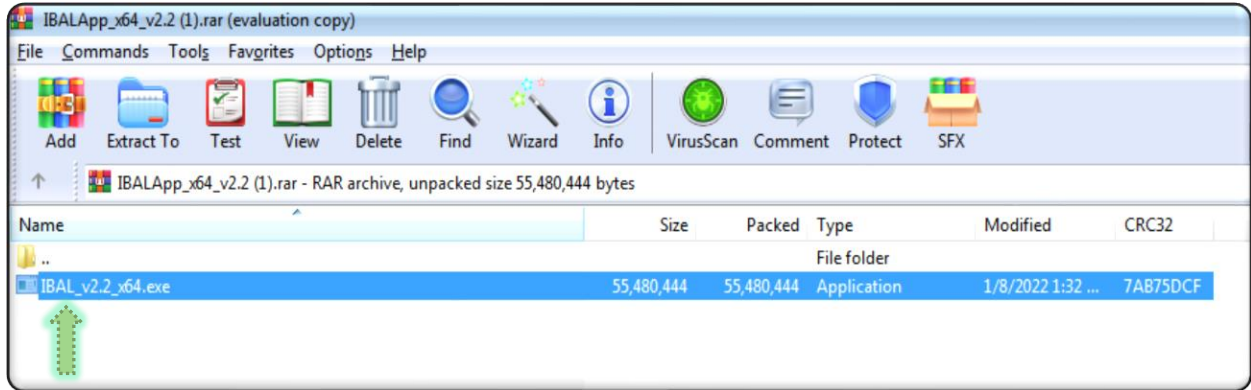 IBALApp_x64_v2.2 (1).rar (evaluation copy)
File Commands Tools Favorites Options Help
Add Extract To Test View Delete Find Wizard Info VirusScan Comment Protect SFX
IBALApp_x64_v2.2 (1).rar - RAR archive, unpacked size 55,480,444 bytes
Name Size Packed Type Modified CRC32
.. File folder
IBAL_v2.2_x64.exe 55,480,444 55,480,444 Application 1/8/2022 1:32 ... 7AB75DCF